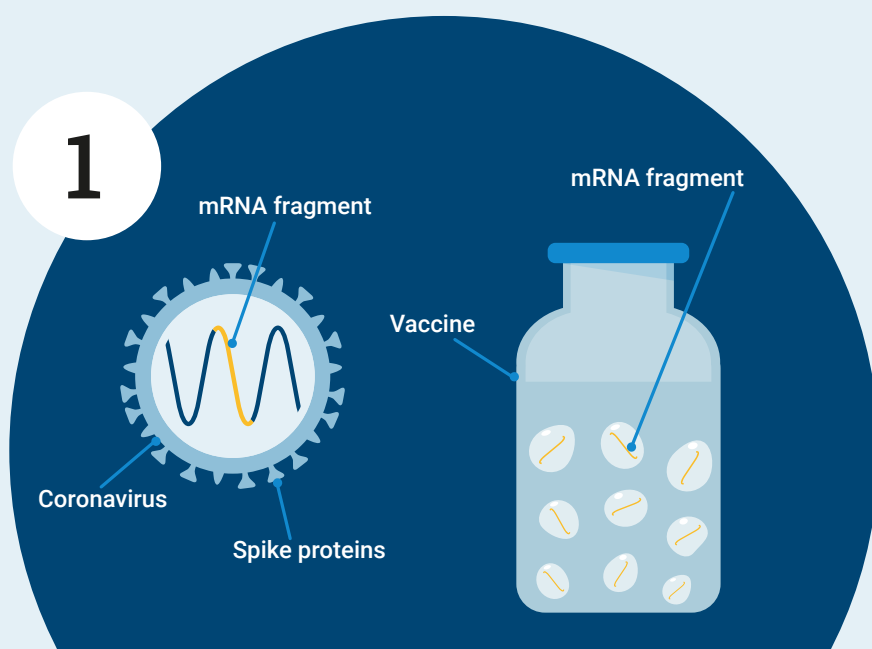 1
mRNA fragment
mRNA fragment
Vaccine
Coronavirus
Spike proteins